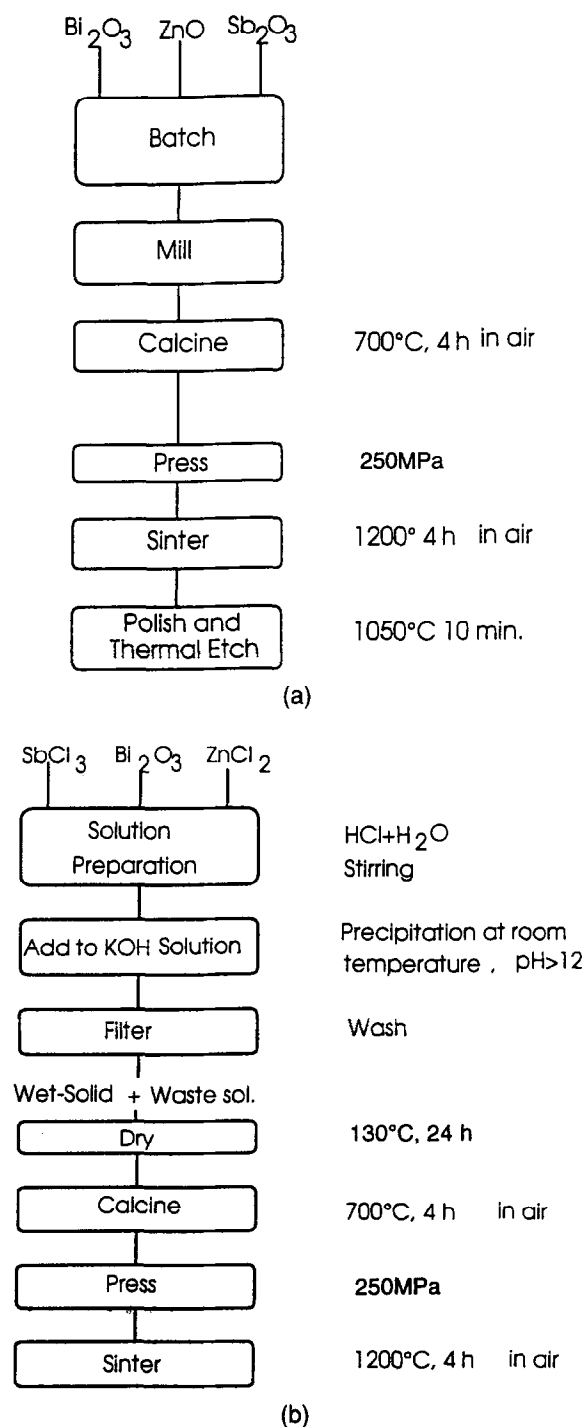 Bi2O3 ZnO Sb2O3
Batch
Mill
Calcine 700°C, 4 h in air
Press 250MPa
Sinter 1200° 4 h in air
Polish and
Thermal Etch 1050°C 10 min.
(a)
SbCl3 Bi2O3 ZnCl2
Solution
Preparation
HCl+H2O
Stirring
Add to KOH Solution
Precipitation at room
temperature , pH>12
Filter Wash
Wet-Solid + Waste sol.
Dry 130°C, 24 h
Calcine 700°C, 4 h in air
Press 250MPa
Sinter 1200°C, 4 h in air
(b)